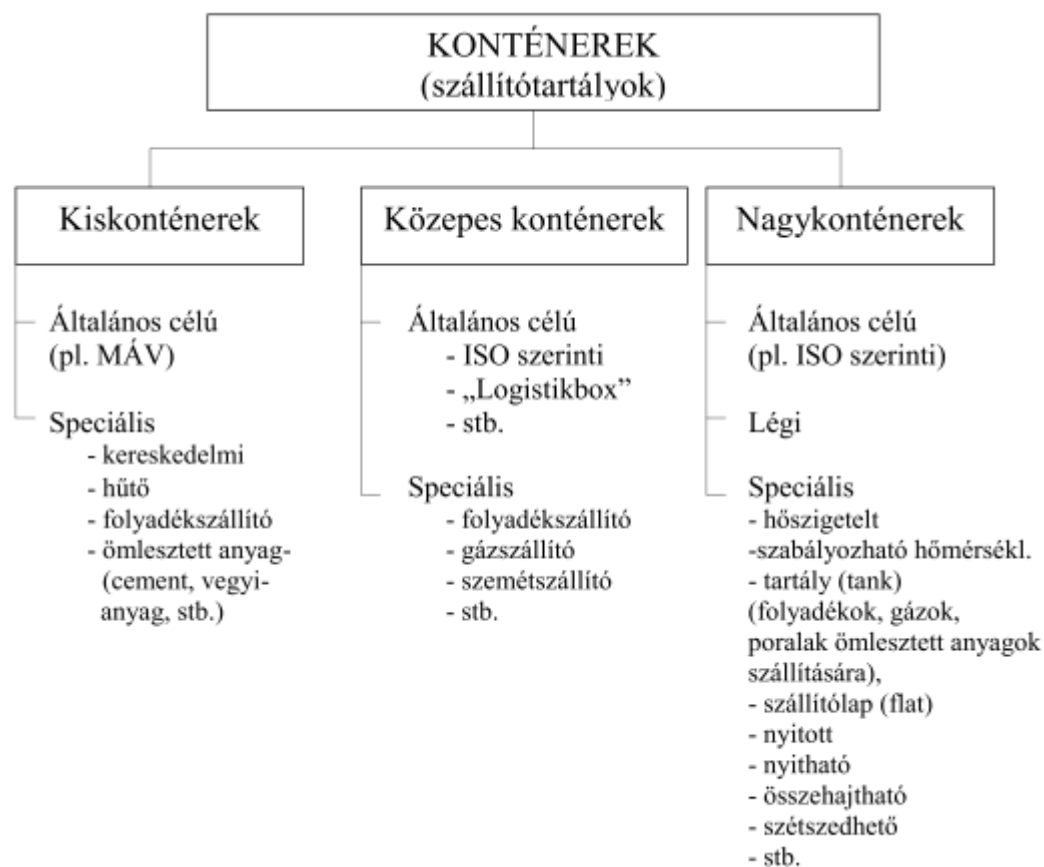 KONTÉNEREK
(szállítótartályok)
Kiskonténerek
Általános célú
(pl. MÁV)
Speciális
- kereskedelmi
- hűtő
- folyadékszállító
- ömlesztett anyag-
(cement, vegyi-
anyag, stb.)
Közepes konténerek
Általános célú
- ISO szerinti
- „Logistikbox”
- stb.
Speciális
- folyadékszállító
- gázszállító
- szemétszállító
- stb.
Nagykonténerek
Általános célú
(pl. ISO szerinti)
Légi
Speciális
- hőszigetelt
-szabályozható hőmérsékl.
- tartály (tank)
(folyadékok, gázok,
poralak ömlesztett anyagok
szállítására),
- szállítólap (flat)
- nyitott
- nyitható
- összehajtható
- szétszedhető
- stb.